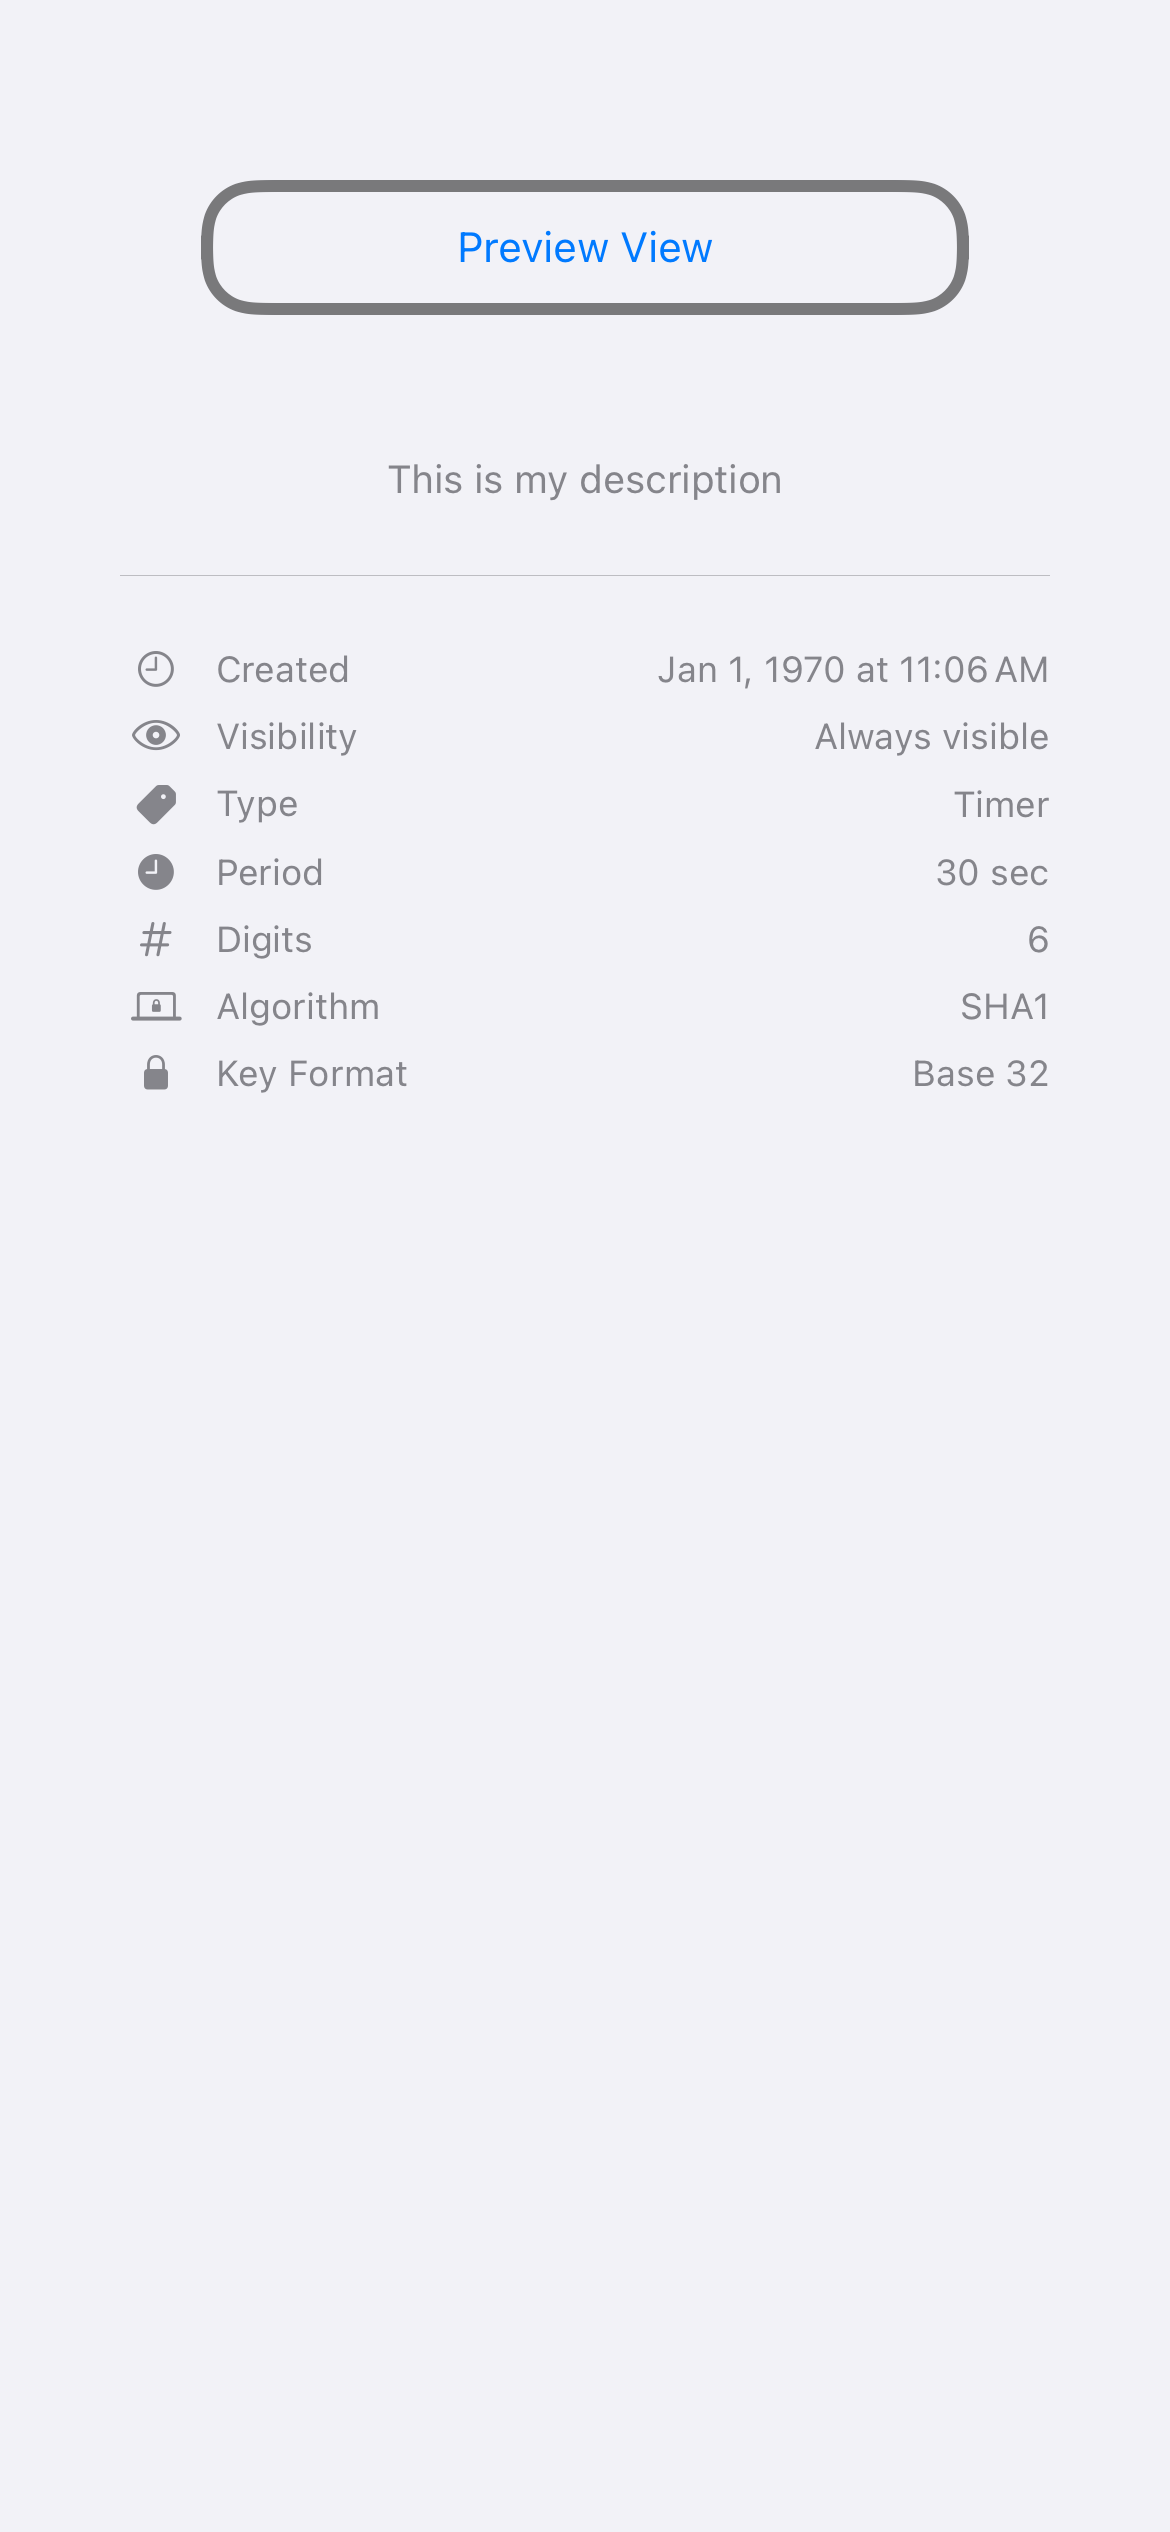 Preview View
This is my description
Created Jan 1, 1970 at 11:06 AM
Visibility Always visible
Type Timer
Period 30 sec
Digits 6
Algorithm SHA1
Key Format Base 32